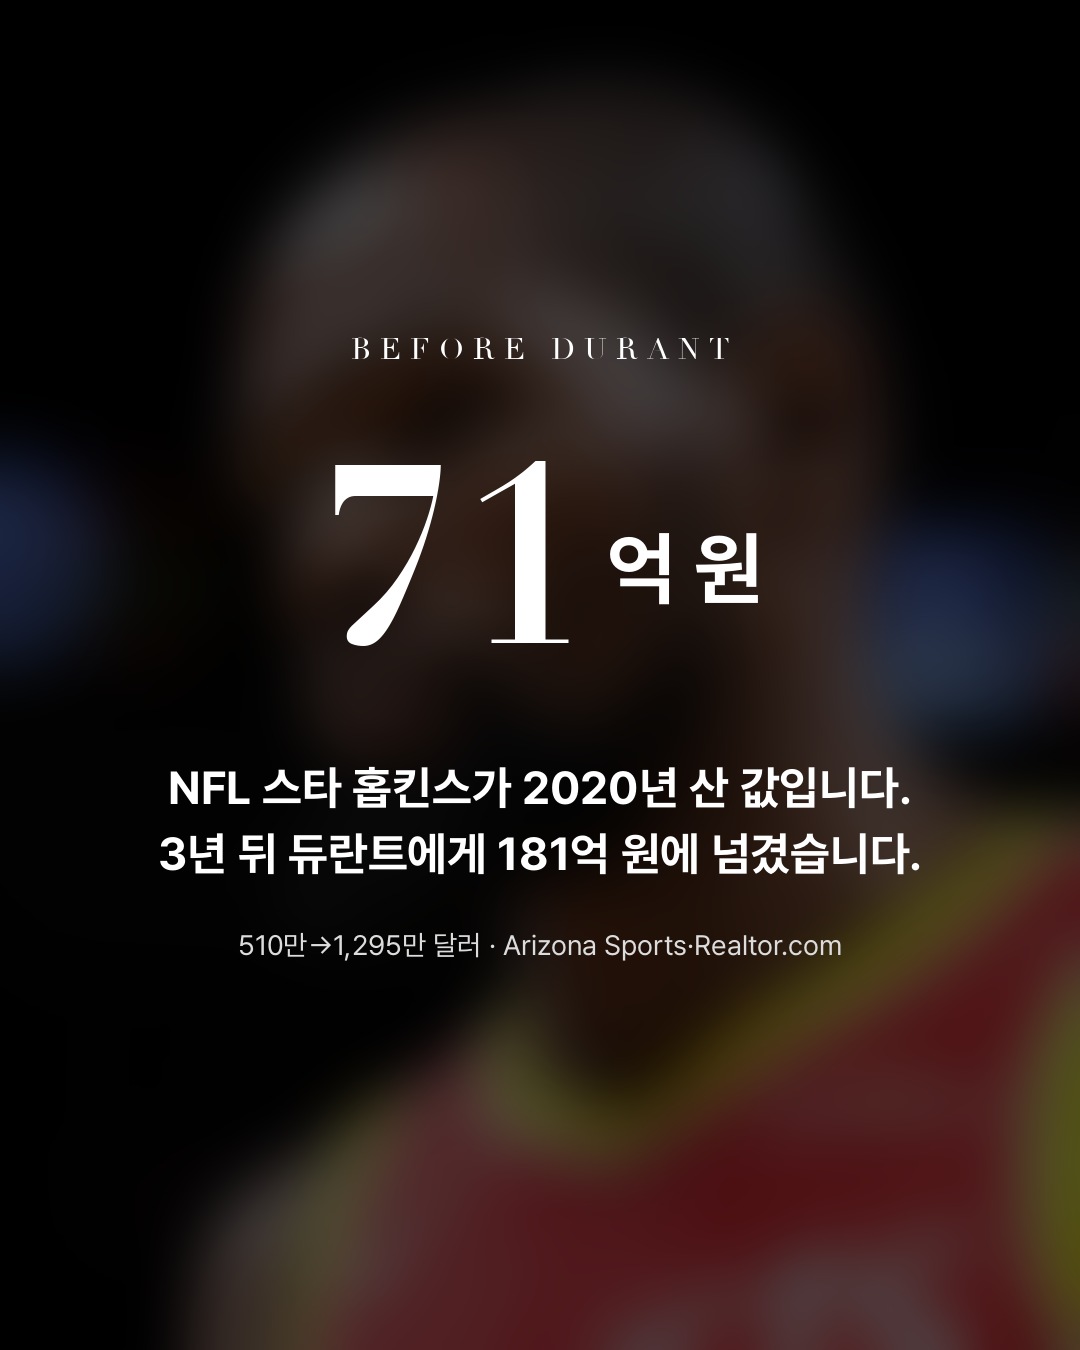 BEFORE DURANT
71억 원
NFL 스타 홉킨스가 2020년 산 값입니다.
3년 뒤 듀란트에게 181억 원에 넘겼습니다.
510만→1,295만 달러 · Arizona Sports·Realtor.com